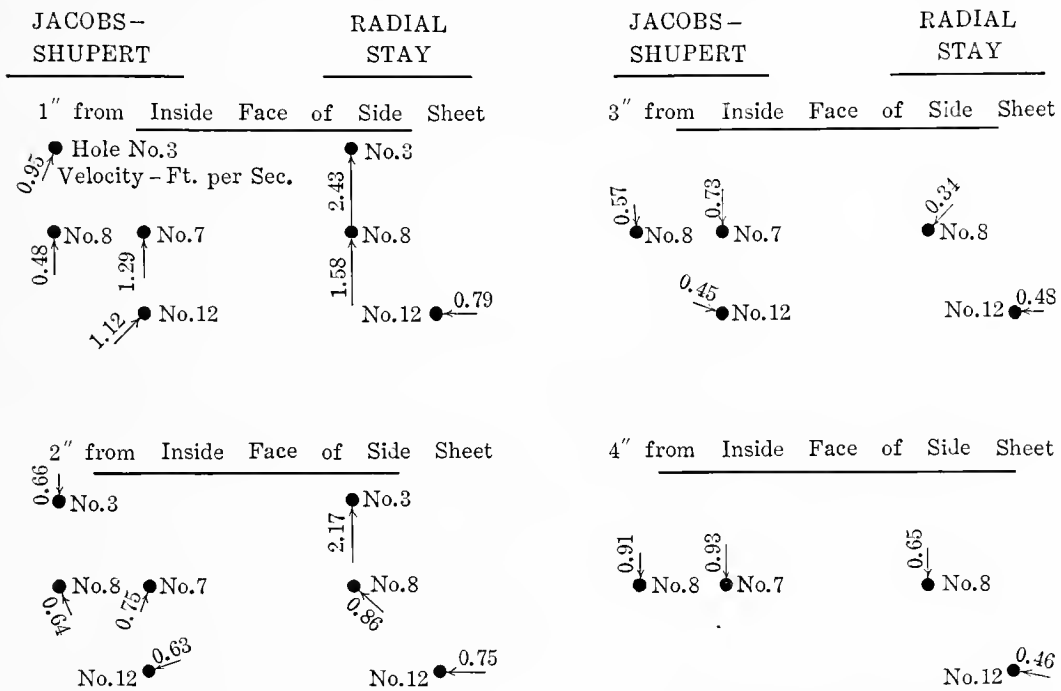 JACOBS–
SHUPERT
RADIAL
STAY
1″ from Inside Face of Side Sheet
Hole No.3
Velocity – Ft. per Sec.
0.95
No.3
2.43
No.8
0.48
No.7
1.29
No.8
1.58
1.12
No.12
No.12
0.79
2″ from Inside Face of Side Sheet
0.66
No.3
No.3
2.17
No.8
No.7
0.75
No.8
0.86
No.12
0.63
No.12
0.75
JACOBS–
SHUPERT
RADIAL
STAY
3″ from Inside Face of Side Sheet
0.57
No.8
0.73
No.7
No.8
0.45
No.12
No.12
0.48
4″ from Inside Face of Side Sheet
0.91
No.8
0.93
No.7
0.65
No.8
No.12
0.46